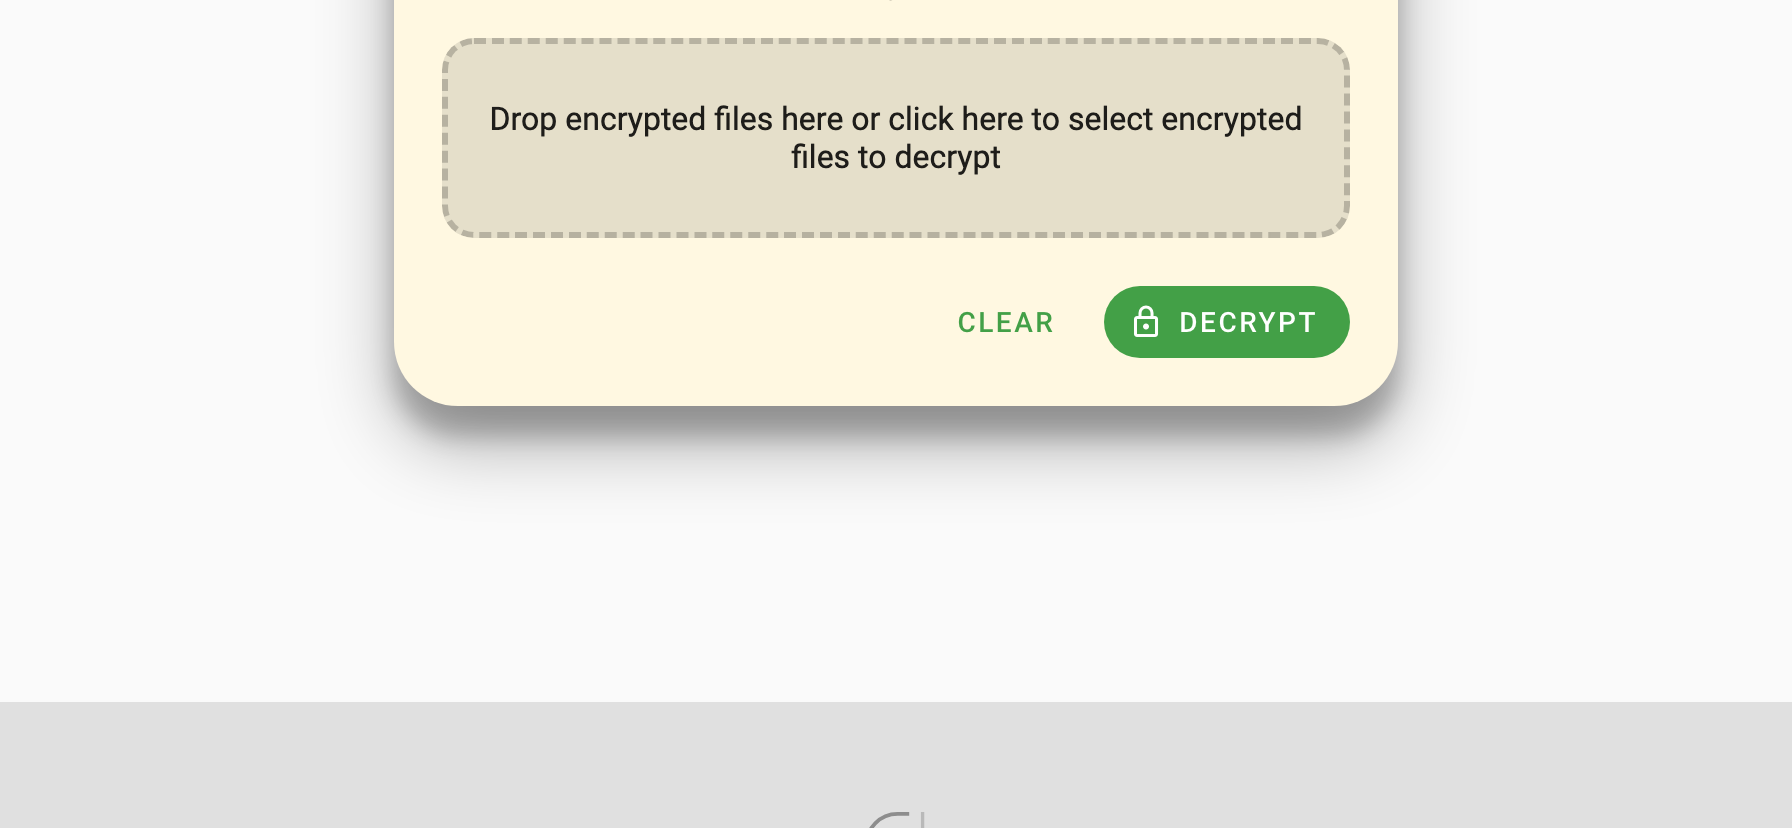 Drop encrypted files here or click here to select encrypted
files to decrypt
CLEAR
DECRYPT